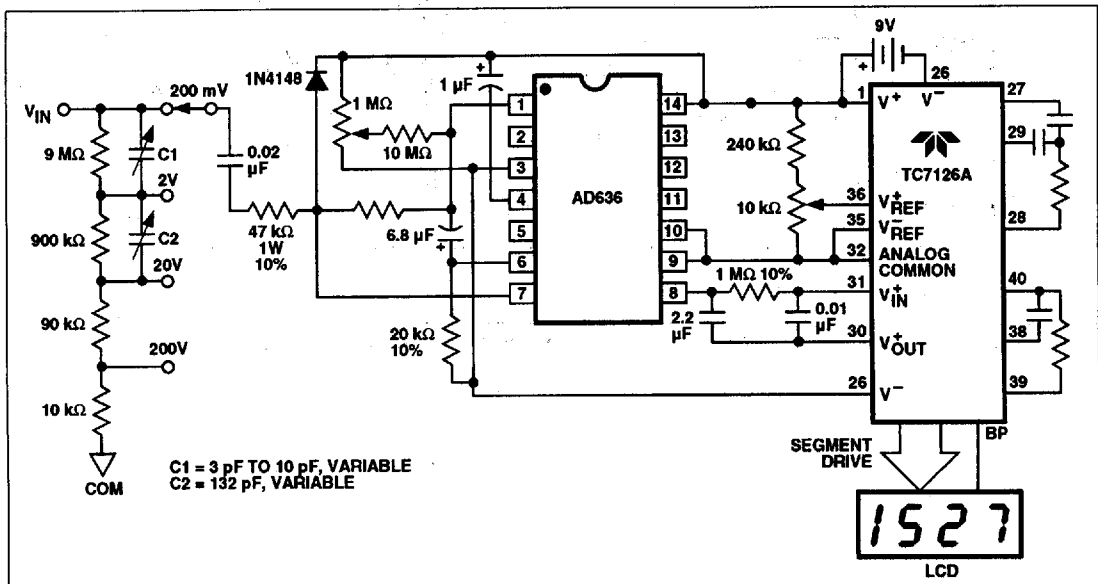 9V
1N4148
1 μF
26
27
200 mV
V_IN
1 MΩ
1
14
1
V+
V−
29
9 MΩ
C1
0.02
μF
10 MΩ
2
13
240 kΩ
TC7126A
3
12
2V
AD636
36
V+REF
28
900 kΩ
C2
47 kΩ
1W
10%
6.8 μF
4
11
10 kΩ
35
V−REF
5
10
32
ANALOG
COMMON
20V
6
9
1 MΩ 10%
31
V+IN
40
90 kΩ
7
8
2.2
μF
0.01
μF
30
V+OUT
38
20 kΩ
10%
200V
26
V−
39
10 kΩ
BP
SEGMENT
DRIVE
COM
C1 = 3 pF TO 10 pF, VARIABLE
C2 = 132 pF, VARIABLE
1527
LCD